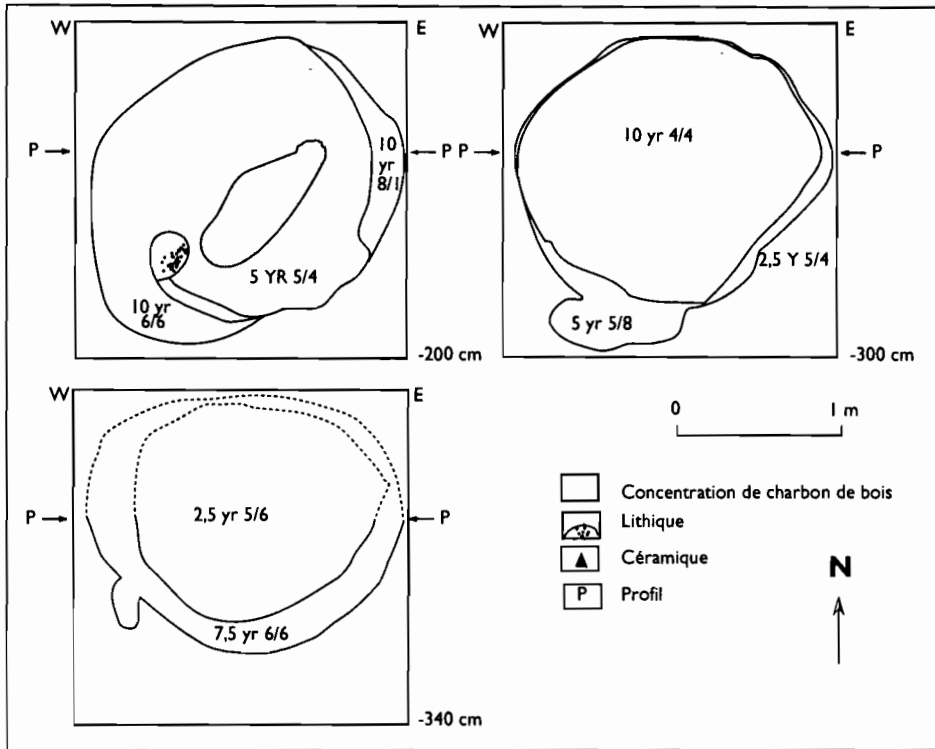 W
E
P
P
10
yr
8/1
5 YR 5/4
10 yr
6/6
-200 cm
W
E
P
P
10 yr 4/4
2,5 Y 5/4
5 yr 5/8
-300 cm
W
E
P
P
2,5 yr 5/6
7,5 yr 6/6
-340 cm
0
1 m
Concentration de charbon de bois
Lithique
Céramique
P
Profil
N